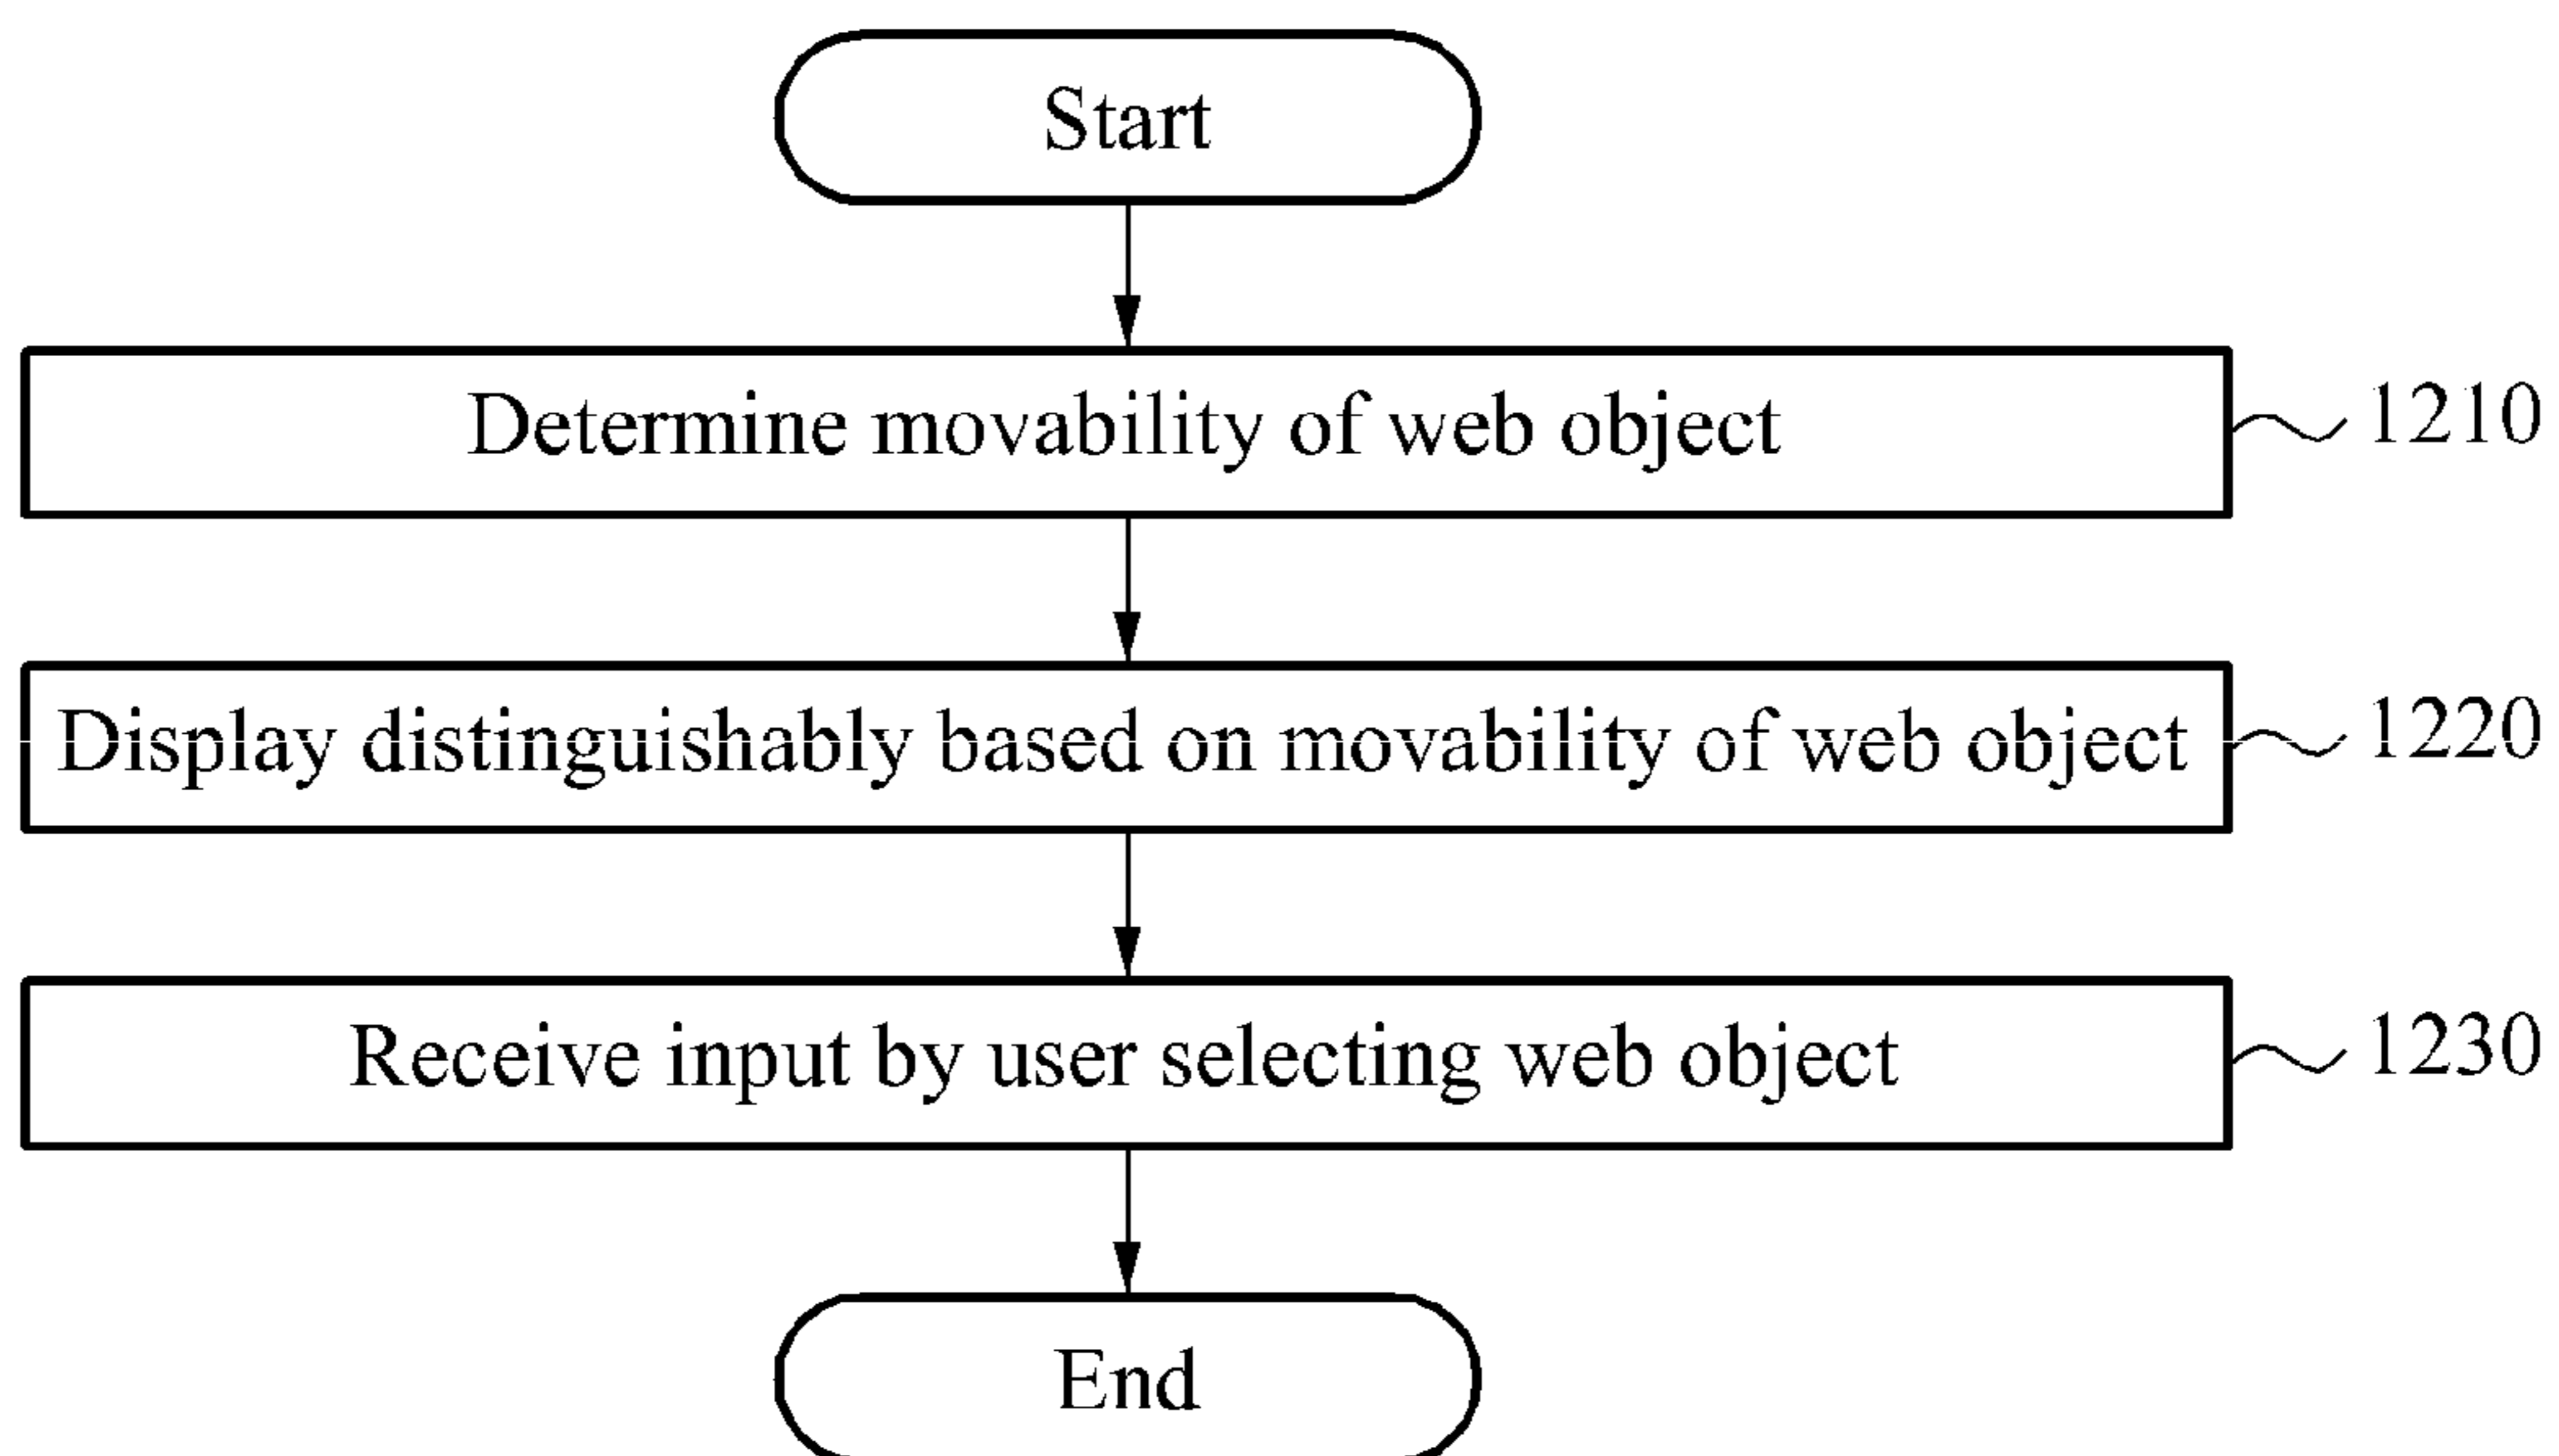 Start
Determine movability of web object
1210
Display distinguishably based on movability of web object
1220
Receive input by user selecting web object
1230
End